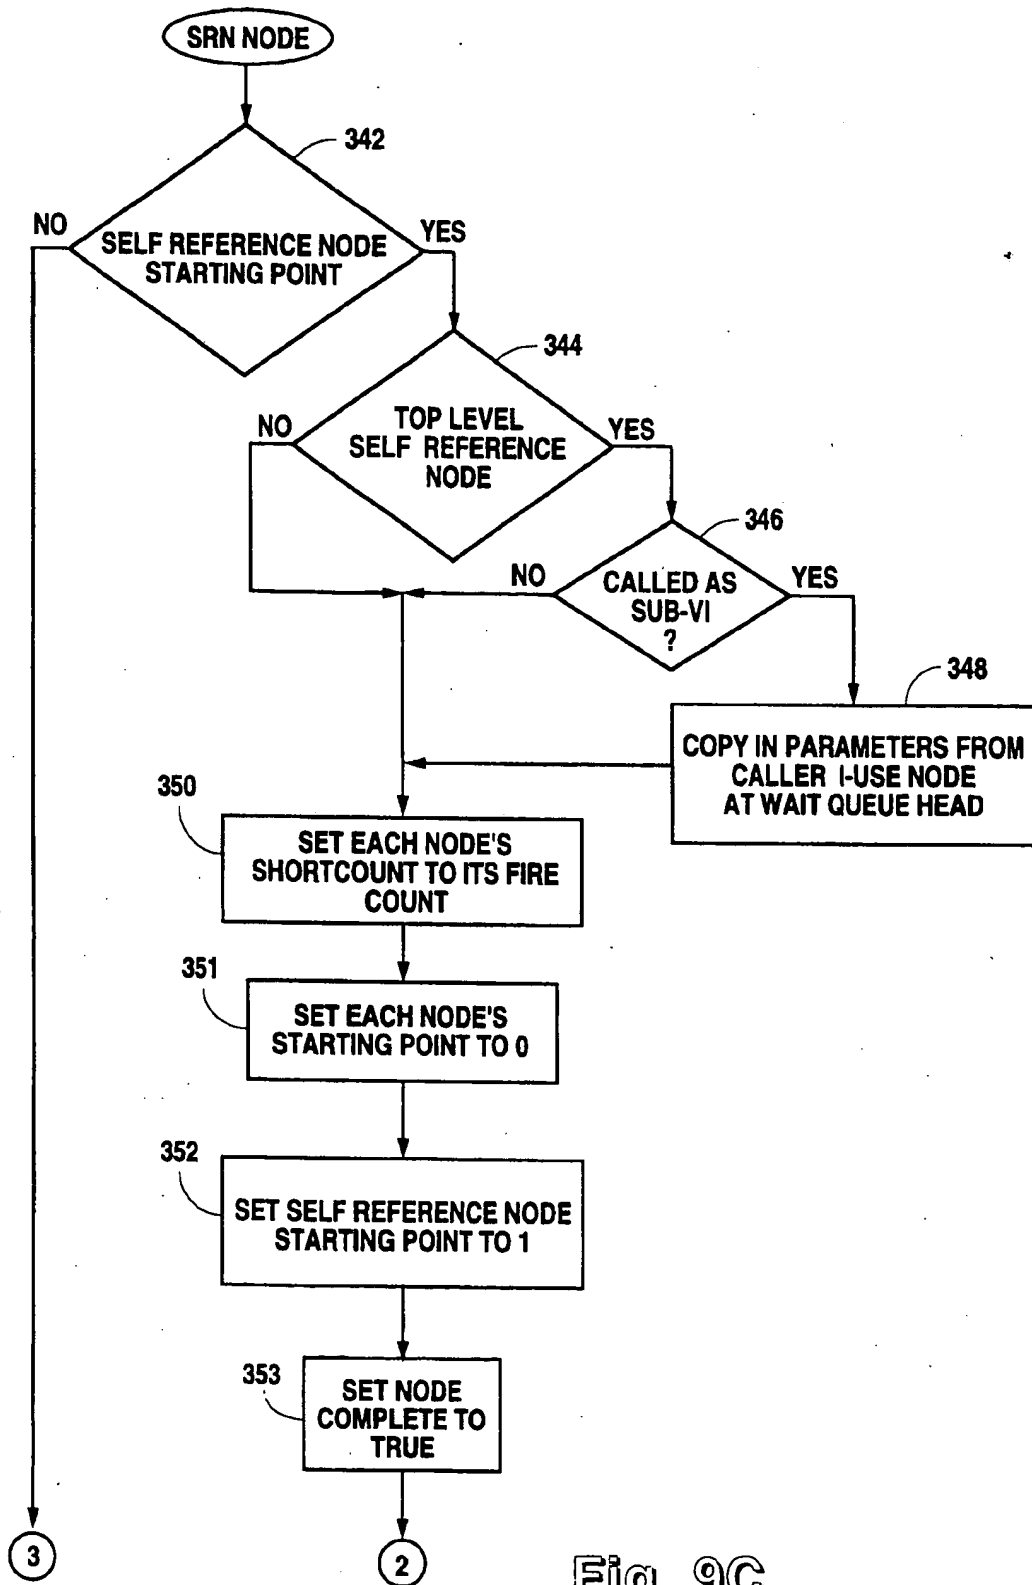 SRN NODE
342
NO
YES
SELF REFERENCE NODE
STARTING POINT
344
NO
YES
TOP LEVEL
SELF REFERENCE
NODE
346
NO
YES
CALLED AS
SUB-VI
?
348
COPY IN PARAMETERS FROM
CALLER I-USE NODE
AT WAIT QUEUE HEAD
350
SET EACH NODE'S
SHORTCOUNT TO ITS FIRE
COUNT
351
SET EACH NODE'S
STARTING POINT TO 0
352
SET SELF REFERENCE NODE
STARTING POINT TO 1
353
SET NODE
COMPLETE TO
TRUE
3
2
Fig. 9C